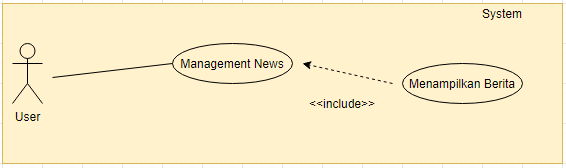 System
Management News
Menampilkan Berita
<<include>>
User